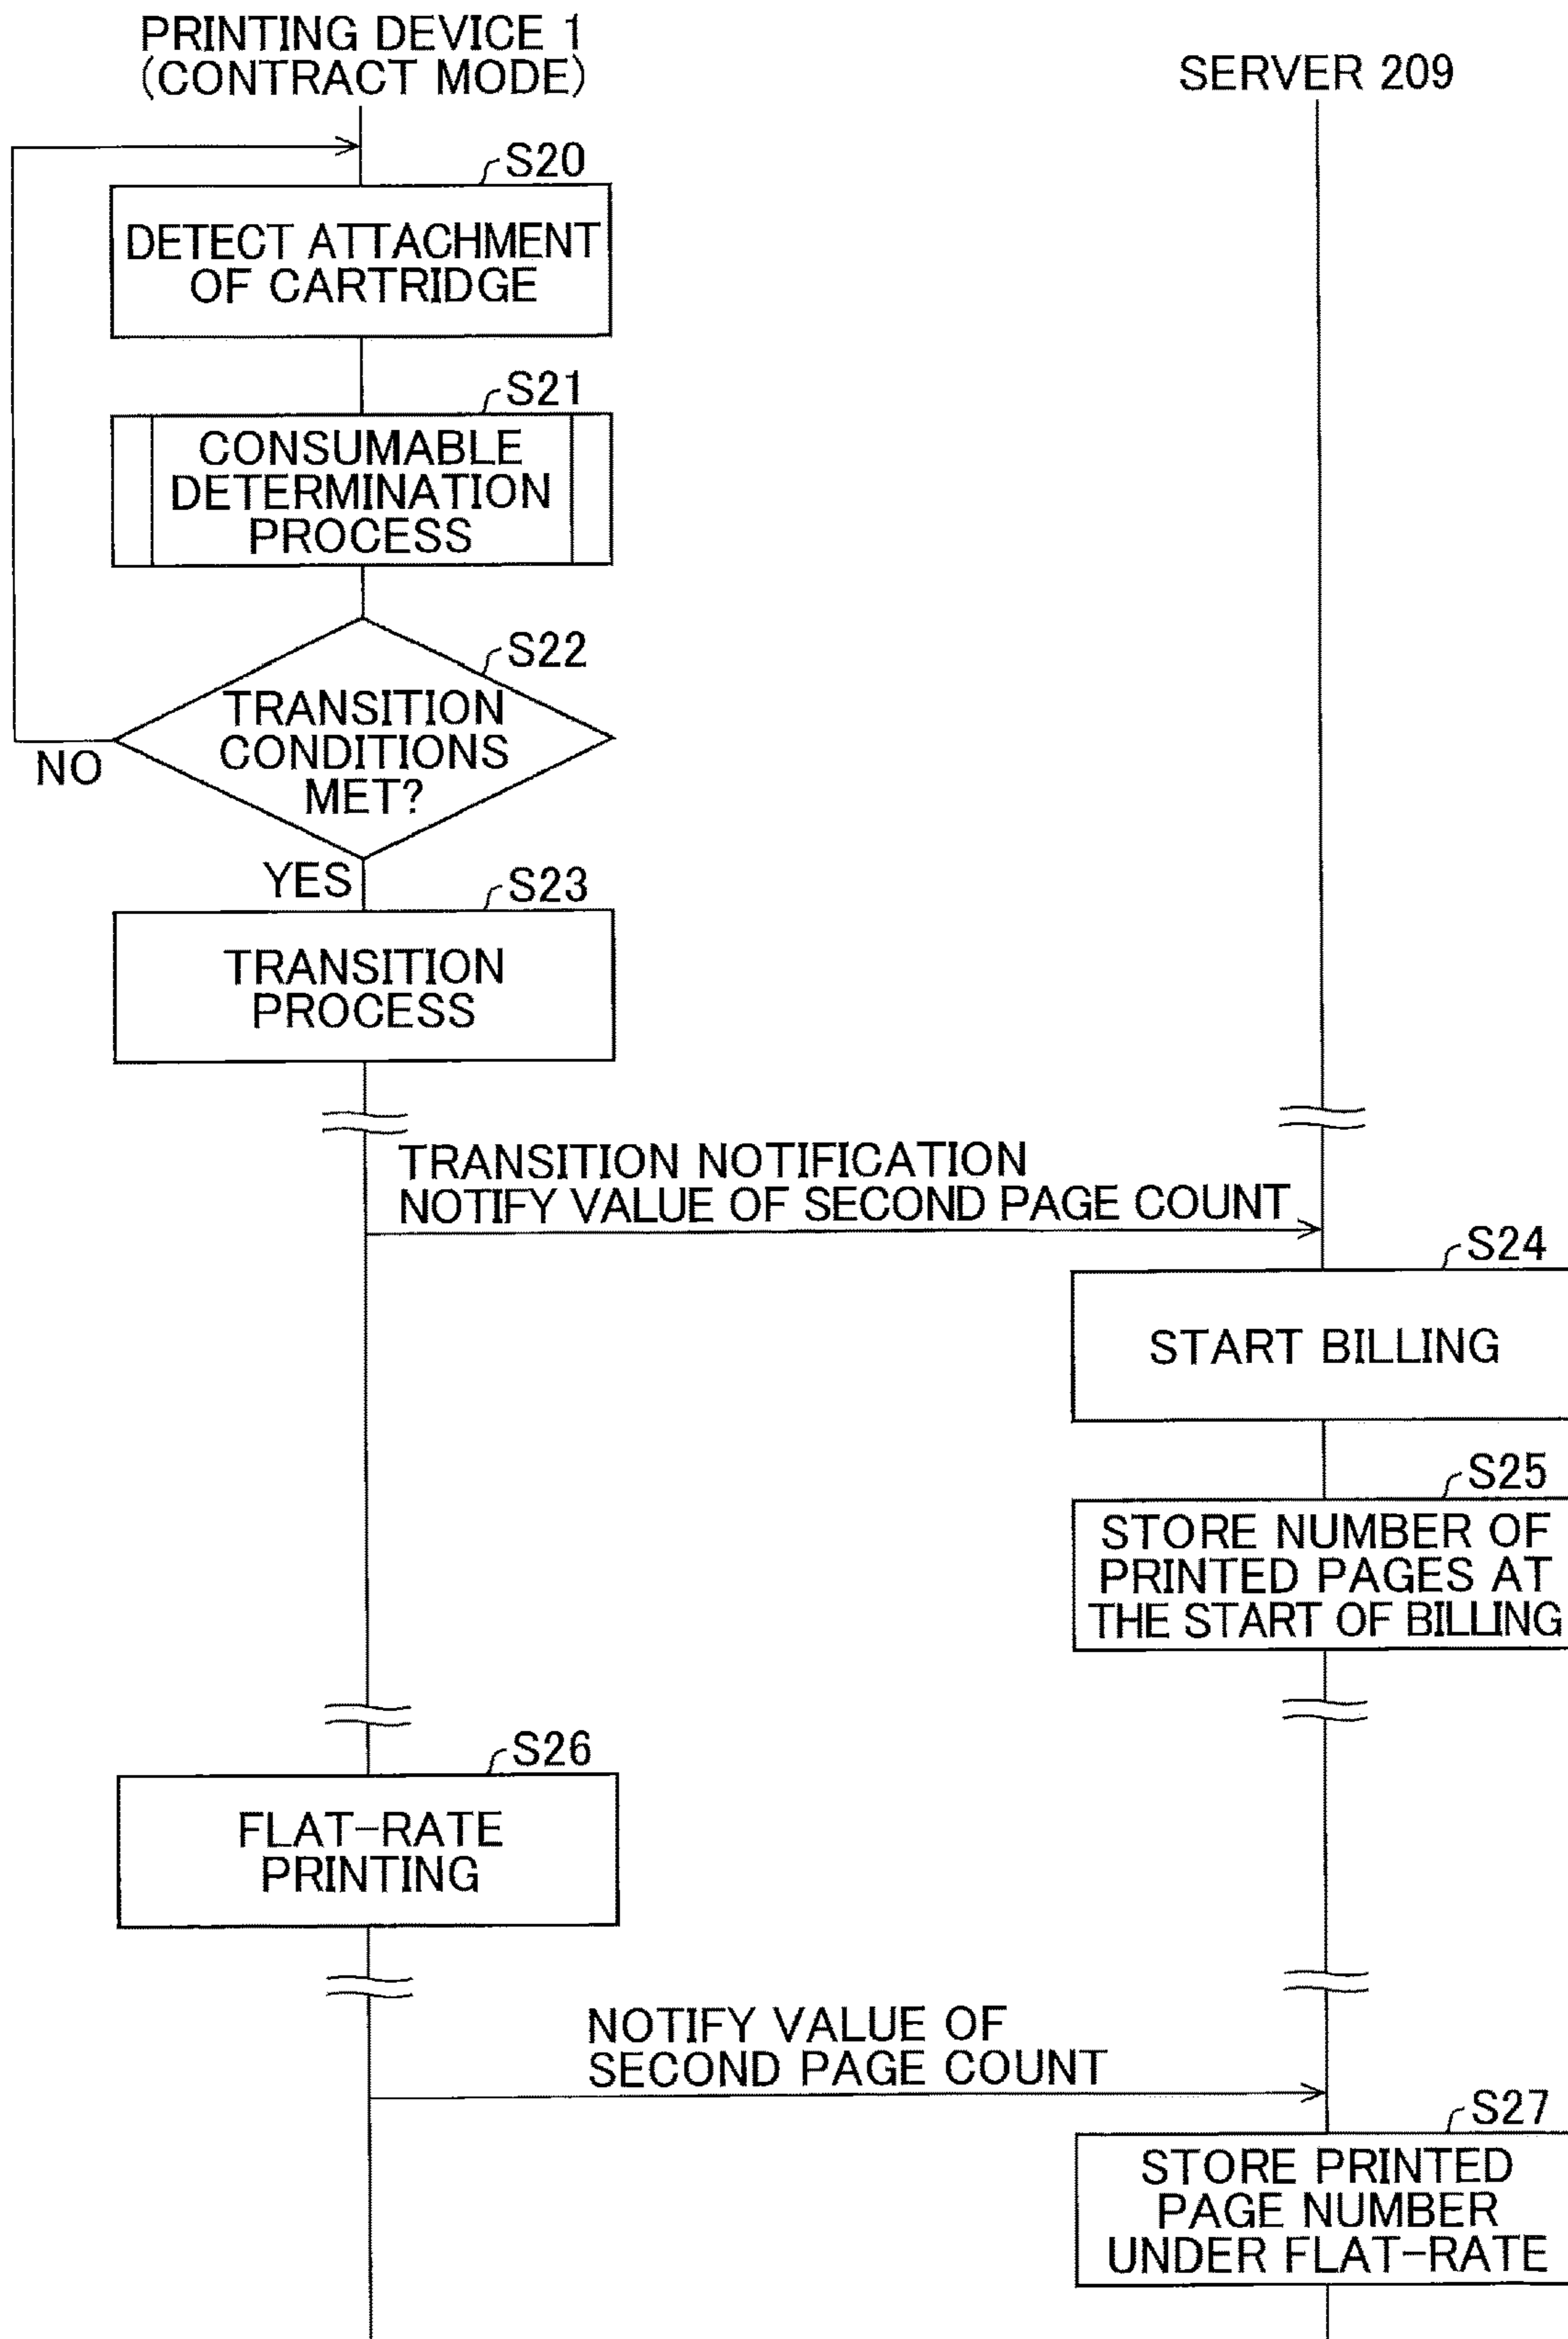 PRINTING DEVICE 1
(CONTRACT MODE)
SERVER 209
S20
DETECT ATTACHMENT
OF CARTRIDGE
S21
CONSUMABLE
DETERMINATION
PROCESS
S22
TRANSITION
CONDITIONS
MET?
NO
YES
S23
TRANSITION
PROCESS
TRANSITION NOTIFICATION
NOTIFY VALUE OF SECOND PAGE COUNT
S24
START BILLING
S25
STORE NUMBER OF
PRINTED PAGES AT
THE START OF BILLING
S26
FLAT-RATE
PRINTING
NOTIFY VALUE OF
SECOND PAGE COUNT
S27
STORE PRINTED
PAGE NUMBER
UNDER FLAT-RATE